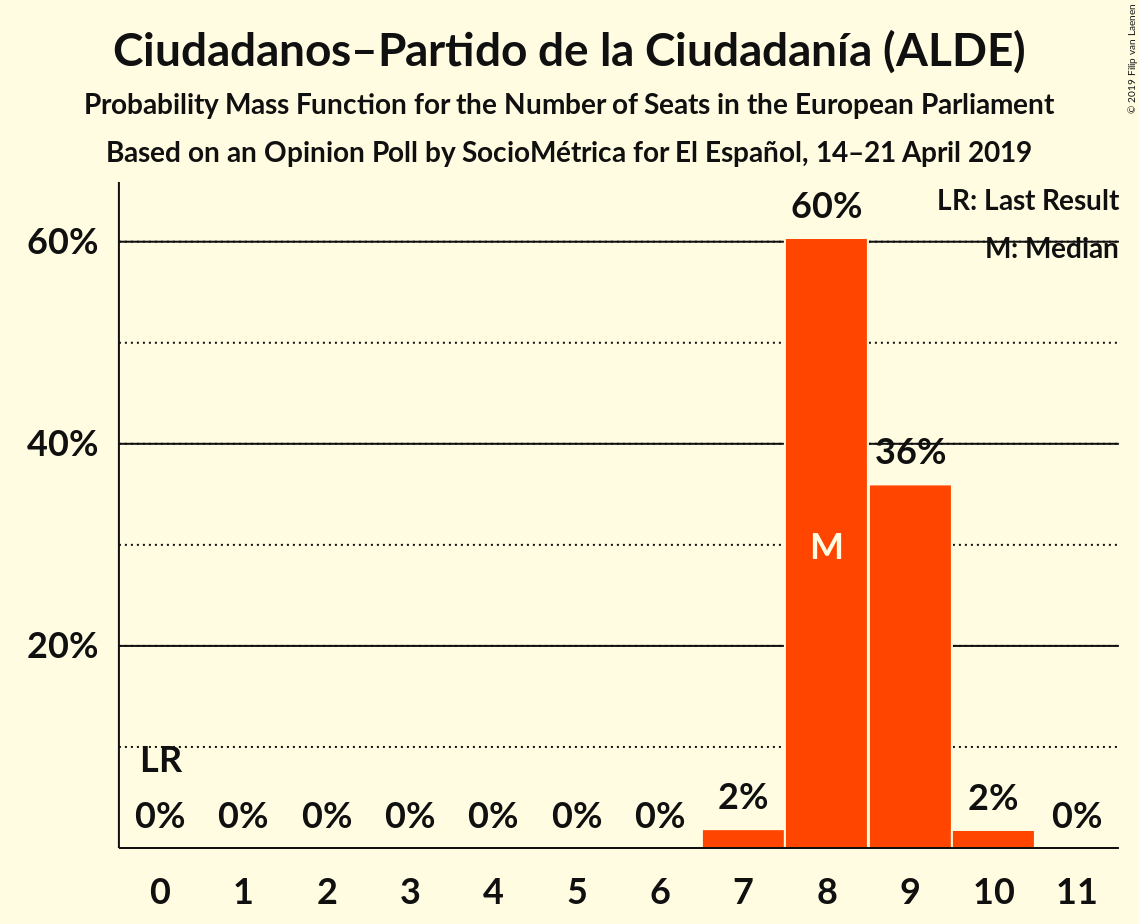 Ciudadanos–Partido de la Ciudadanía (ALDE)
Probability Mass Function for the Number of Seats in the European Parliament
Based on an Opinion Poll by SocioMétrica for El Español, 14–21 April 2019
© 2019 Filip van Laenen
LR: Last Result
M: Median
60%
40%
20%
60%
36%
M
LR
0% 0% 0% 0% 0% 0% 0% 2% 2% 0%
0 1 2 3 4 5 6 7 8 9 10 11